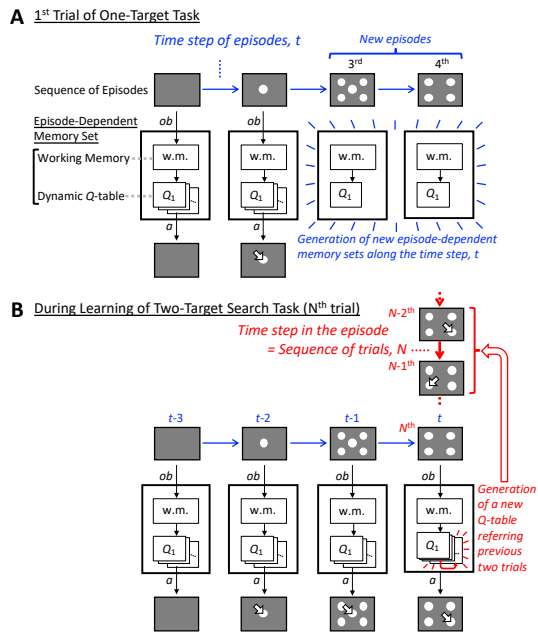 A
1st Trial of One-Target Task
Time step of episodes, t
New episodes
3rd
4th
Sequence of Episodes
Episode-Dependent
Memory Set
ob
ob
Working Memory
w.m.
w.m.
w.m.
w.m.
Dynamic Q-table
Q1
Q1
Q1
Q1
a
a
Generation of new episode-dependent
memory sets along the time step, t
B
During Learning of Two-Target Search Task (Nth trial)
N-2th
Time step in the episode
= Sequence of trials, N ······
N-1th
t-3
t-2
t-1
Nth
t
ob
ob
ob
ob
w.m.
w.m.
w.m.
w.m.
Q1
Q1
Q1
Q1
a
a
a
a
Generation
of a new
Q-table
referring
previous
two trials